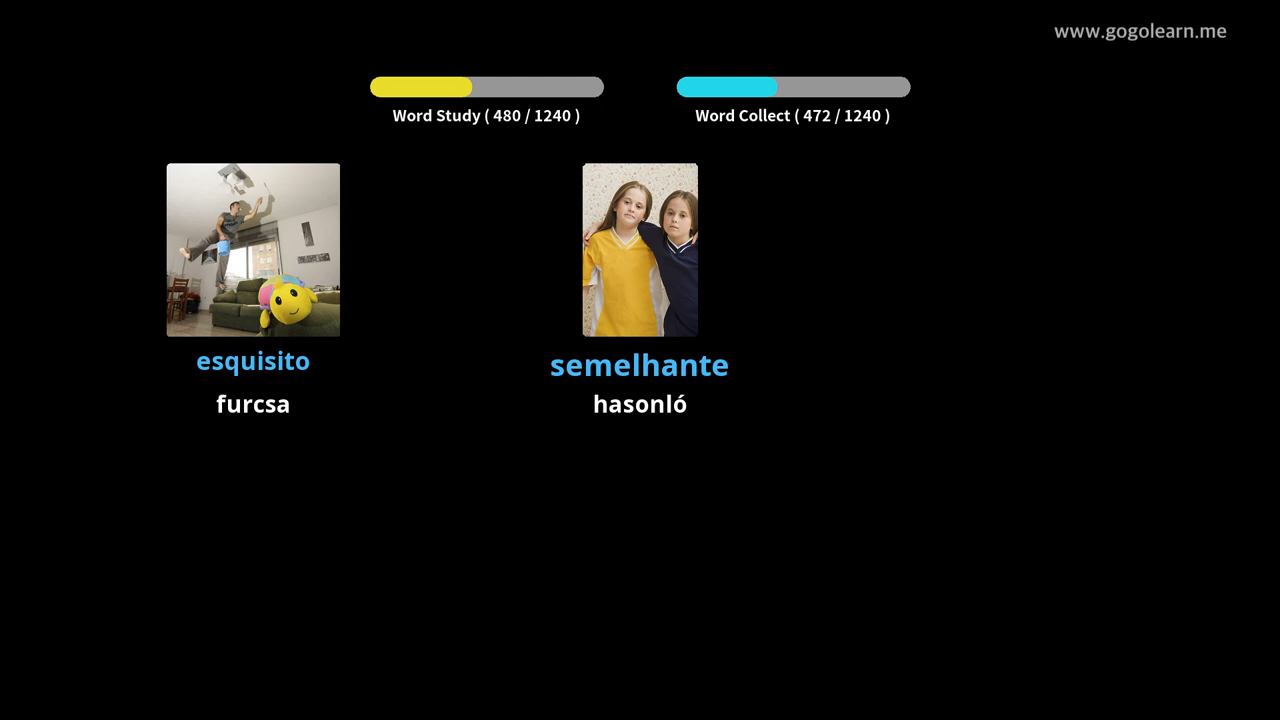 www.gogolearn.me
Word Study ( 480 / 1240 )
Word Collect ( 472 / 1240 )
esquisito
furcsa
semelhante
hasonló